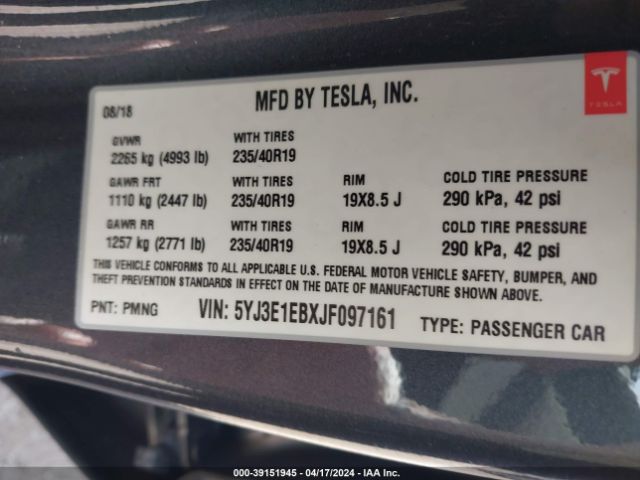 MFD BY TESLA, INC.
TESLA
08/18
GVWR WITH TIRES
2265 kg (4993 lb) 235/40R19
GAWR FRT WITH TIRES RIM COLD TIRE PRESSURE
1110 kg (2447 lb) 235/40R19 19X8.5 J 290 kPa, 42 psi
GAWR RR WITH TIRES RIM COLD TIRE PRESSURE
1257 kg (2771 lb) 235/40R19 19X8.5 J 290 kPa, 42 psi
THIS VEHICLE CONFORMS TO ALL APPLICABLE U.S. FEDERAL MOTOR VEHICLE SAFETY, BUMPER, AND
THEFT PREVENTION STANDARDS IN EFFECT ON THE DATE OF MANUFACTURE SHOWN ABOVE.
PNT: PMNG VIN: 5YJ3E1EBXJF097161 TYPE: PASSENGER CAR
000-39151945 - 04/17/2024 - IAA Inc.